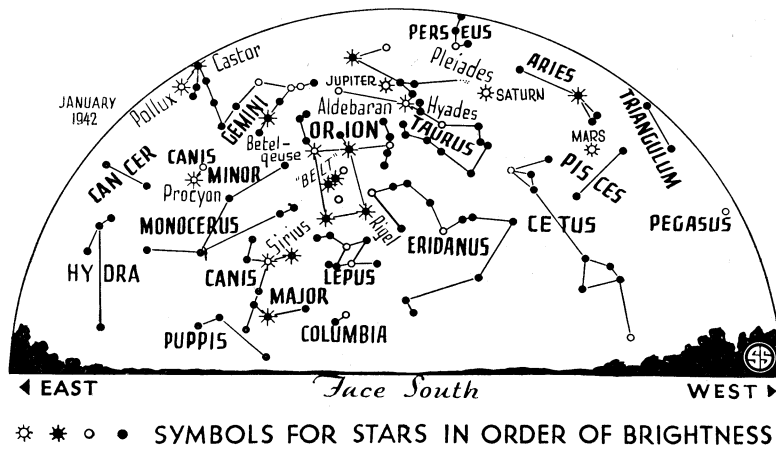 PERSEUS
Castor
Pleiades
ARIES
JUPITER
SATURN
Pollux
JANUARY
1942
GEMINI
Aldebaran
Hyades
TRIANGULUM
ORION
TAURUS
MARS
Betel-
geuse
CANCER
CANIS
MINOR
Procyon
"BELT"
PISCES
MONOCERUS
Sirius
Rigel
ERIDANUS
CETUS
PEGASUS
HYDRA
CANIS
MAJOR
LEPUS
PUPPIS
COLUMBIA
SS
EAST
Face South
WEST
SYMBOLS FOR STARS IN ORDER OF BRIGHTNESS